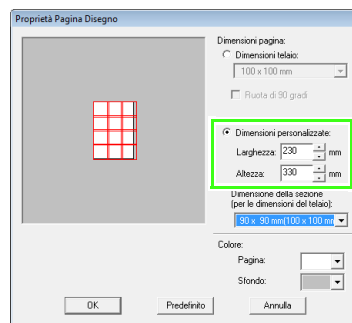 Proprietà Pagina Disegno
Dimensioni pagina:
Dimensioni telaio:
100 x 100 mm
Ruota di 90 gradi
Dimensioni personalizzate:
Larghezza: 230 mm
Altezza: 330 mm
Dimensione della sezione
(per le dimensioni del telaio):
90 x 90 mm(100 x 100 mm
Colore:
Pagina:
Sfondo:
OK Predefinito Annulla